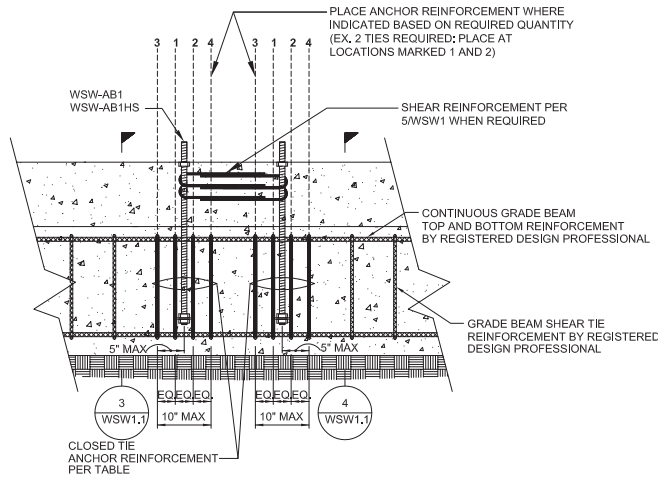 PLACE ANCHOR REINFORCEMENT WHERE
INDICATED BASED ON REQUIRED QUANTITY
(EX. 2 TIES REQUIRED: PLACE AT
LOCATIONS MARKED 1 AND 2)
3 1 2 4 3 1 2 4
WSW-AB1
WSW-AB1HS
SHEAR REINFORCEMENT PER
5/WSW1 WHEN REQUIRED
CONTINUOUS GRADE BEAM
TOP AND BOTTOM REINFORCEMENT
BY REGISTERED DESIGN PROFESSIONAL
GRADE BEAM SHEAR TIE
REINFORCEMENT BY REGISTERED
DESIGN PROFESSIONAL
5" MAX
5" MAX
EQ. EQ. EQ.
EQ. EQ. EQ.
10" MAX
10" MAX
3
WSW1.1
4
WSW1.1
CLOSED TIE
ANCHOR REINFORCEMENT
PER TABLE